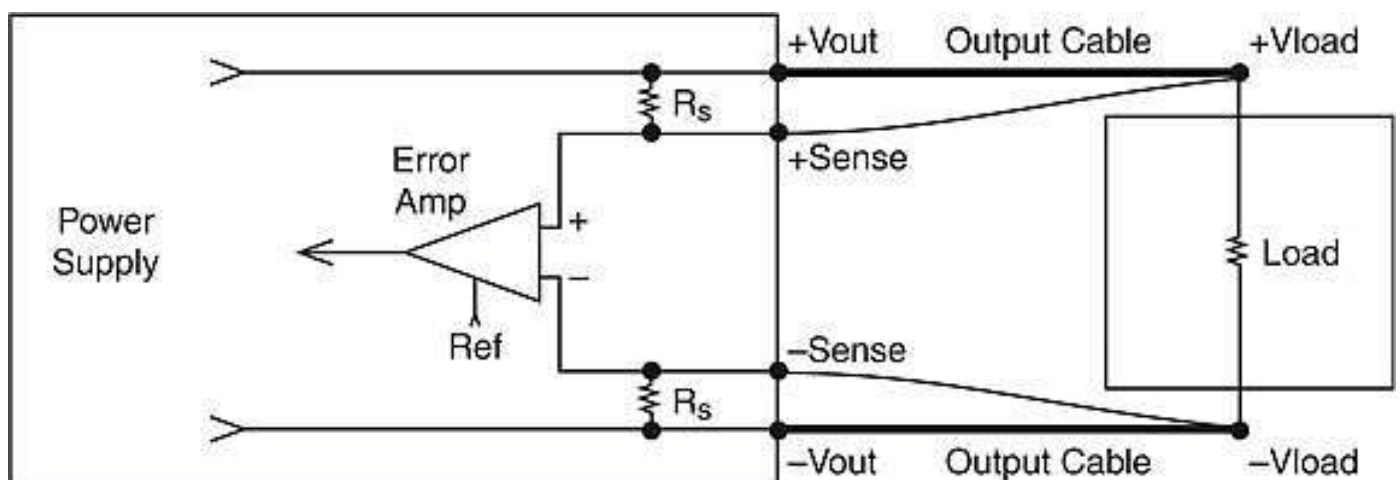 +Vout
Output Cable
+Vload
Rs
+Sense
Error
Amp
+
Power
Supply
Load
–
Ref
–Sense
Rs
–Vout
Output Cable
–Vload